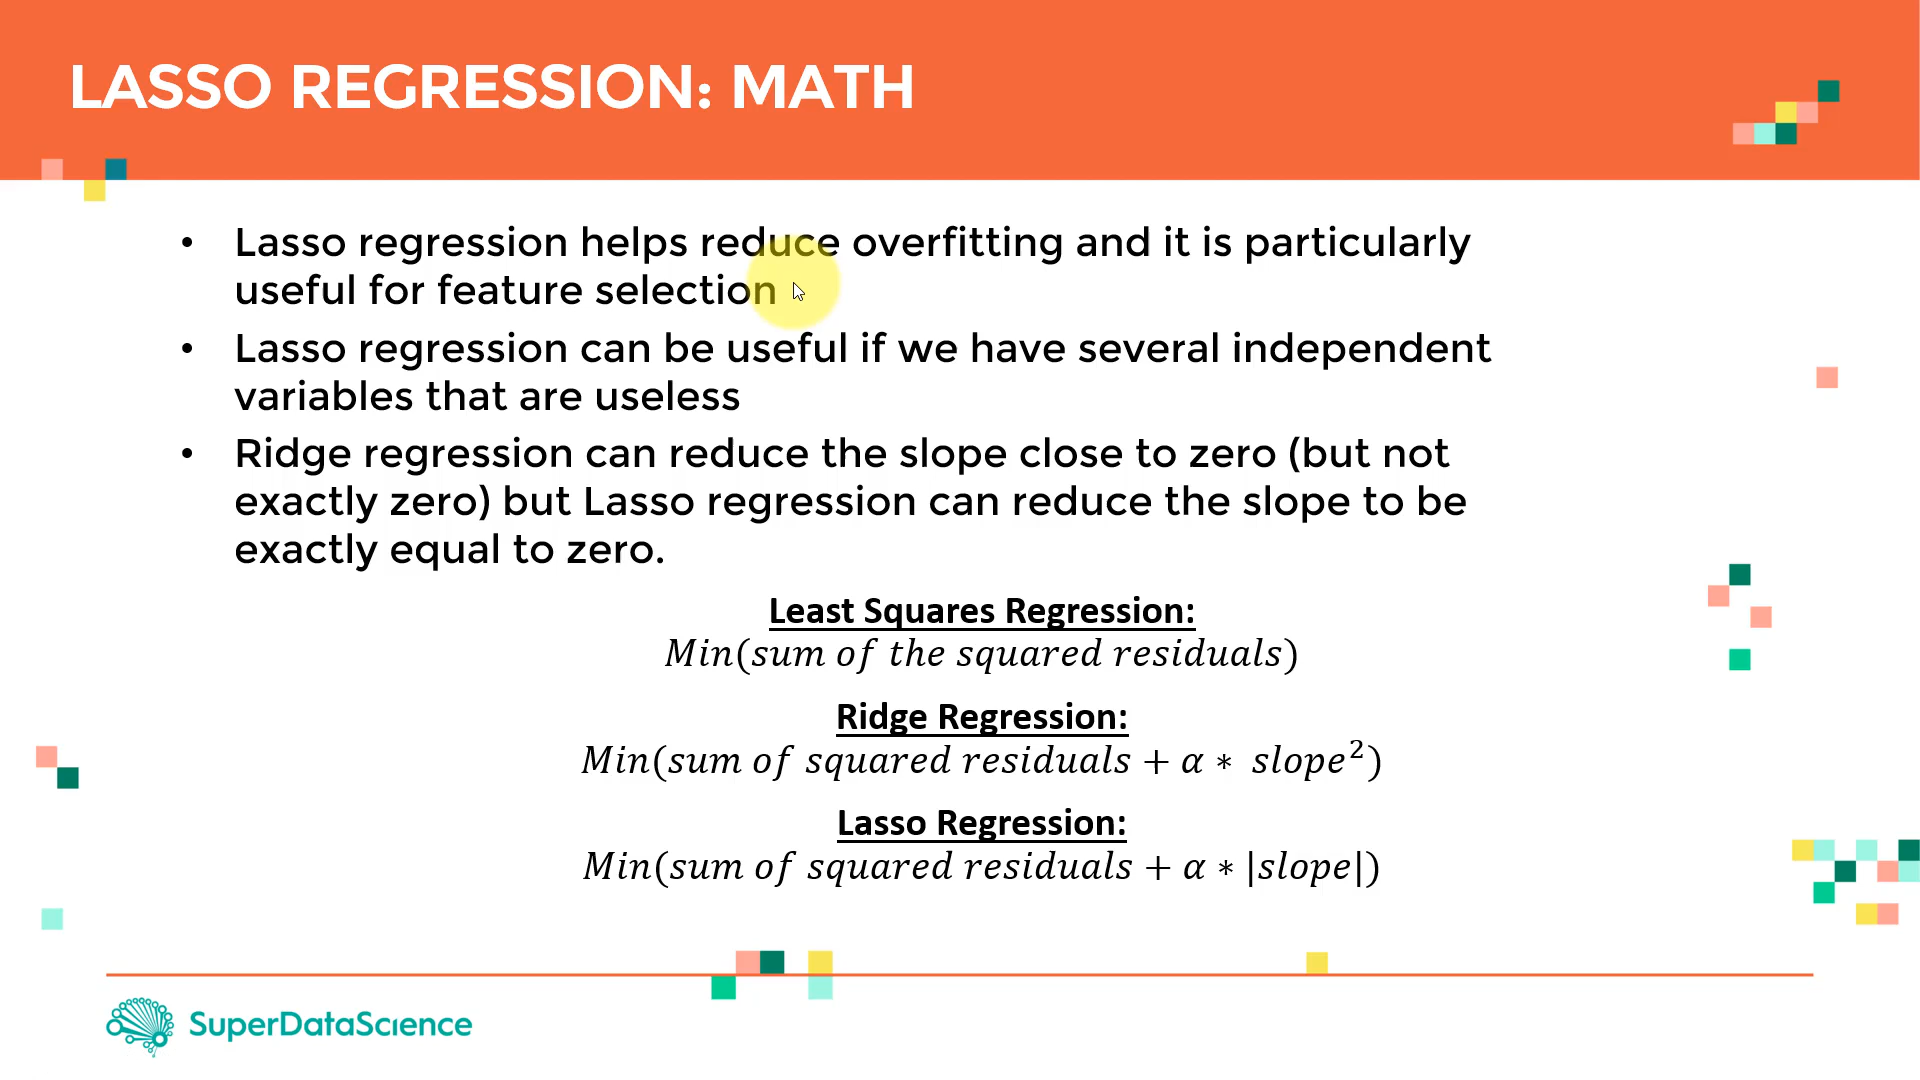 LASSO REGRESSION: MATH
• Lasso regression helps reduce overfitting and it is particularly
useful for feature selection
• Lasso regression can be useful if we have several independent
variables that are useless
• Ridge regression can reduce the slope close to zero (but not
exactly zero) but Lasso regression can reduce the slope to be
exactly equal to zero.
Least Squares Regression:
Min(sum of the squared residuals)
Ridge Regression:
Min(sum of squared residuals + α * slope²)
Lasso Regression:
Min(sum of squared residuals + α * |slope|)
SuperDataScience